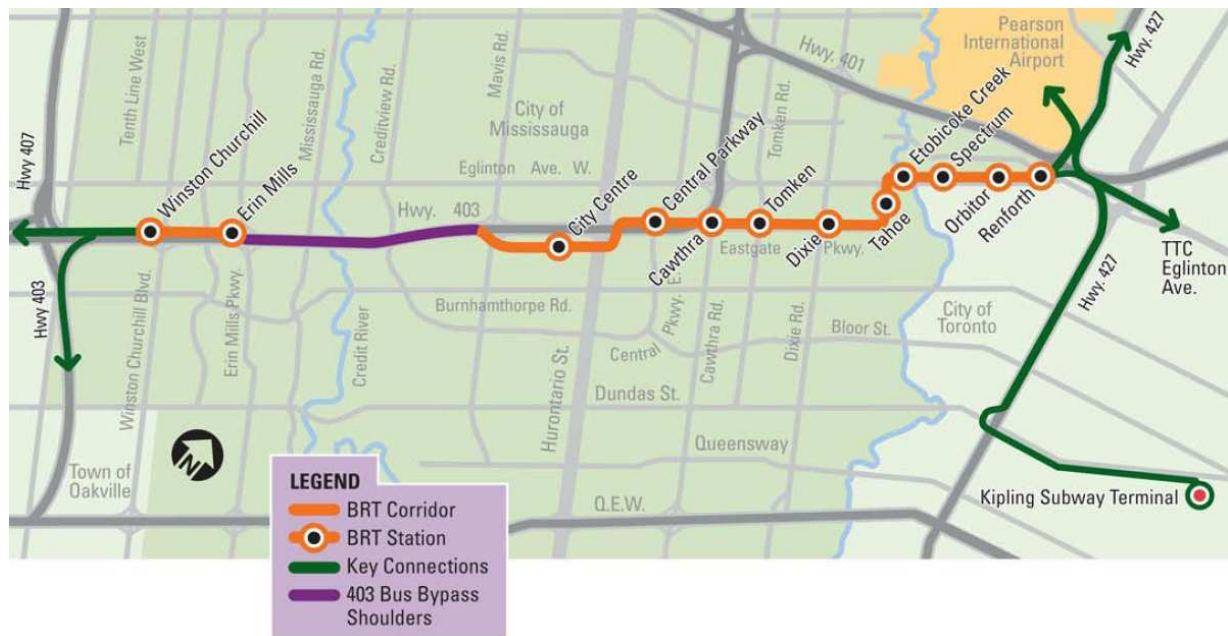 Pearson
International
Airport
Hwy. 427
Hwy. 401
Tenth Line West
Mississauga Rd.
Creditview Rd.
Mavis Rd.
City of
Mississauga
Tomken Rd.
Eglinton Ave. W.
Hwy 407
Winston Churchill
Erin Mills
Hwy. 403
City Centre
Central Parkway
Cawthra
Tomken
Dixie
Tahoe
Etobicoke Creek
Spectrum
Orbitor
Renforth
Eastgate Pkwy.
TTC
Eglinton
Ave.
Hwy 403
Winston Churchill Blvd.
Erin Mills Pkwy.
Credit River
Burnhamthorpe Rd.
Hurontario St.
Central Pkwy. E.
Cawthra Rd.
Dixie Rd.
Bloor St.
City of
Toronto
Hwy. 427
Dundas St.
Queensway
Town of
Oakville
N
Q.E.W.
Kipling Subway Terminal
LEGEND
BRT Corridor
BRT Station
Key Connections
403 Bus Bypass
Shoulders